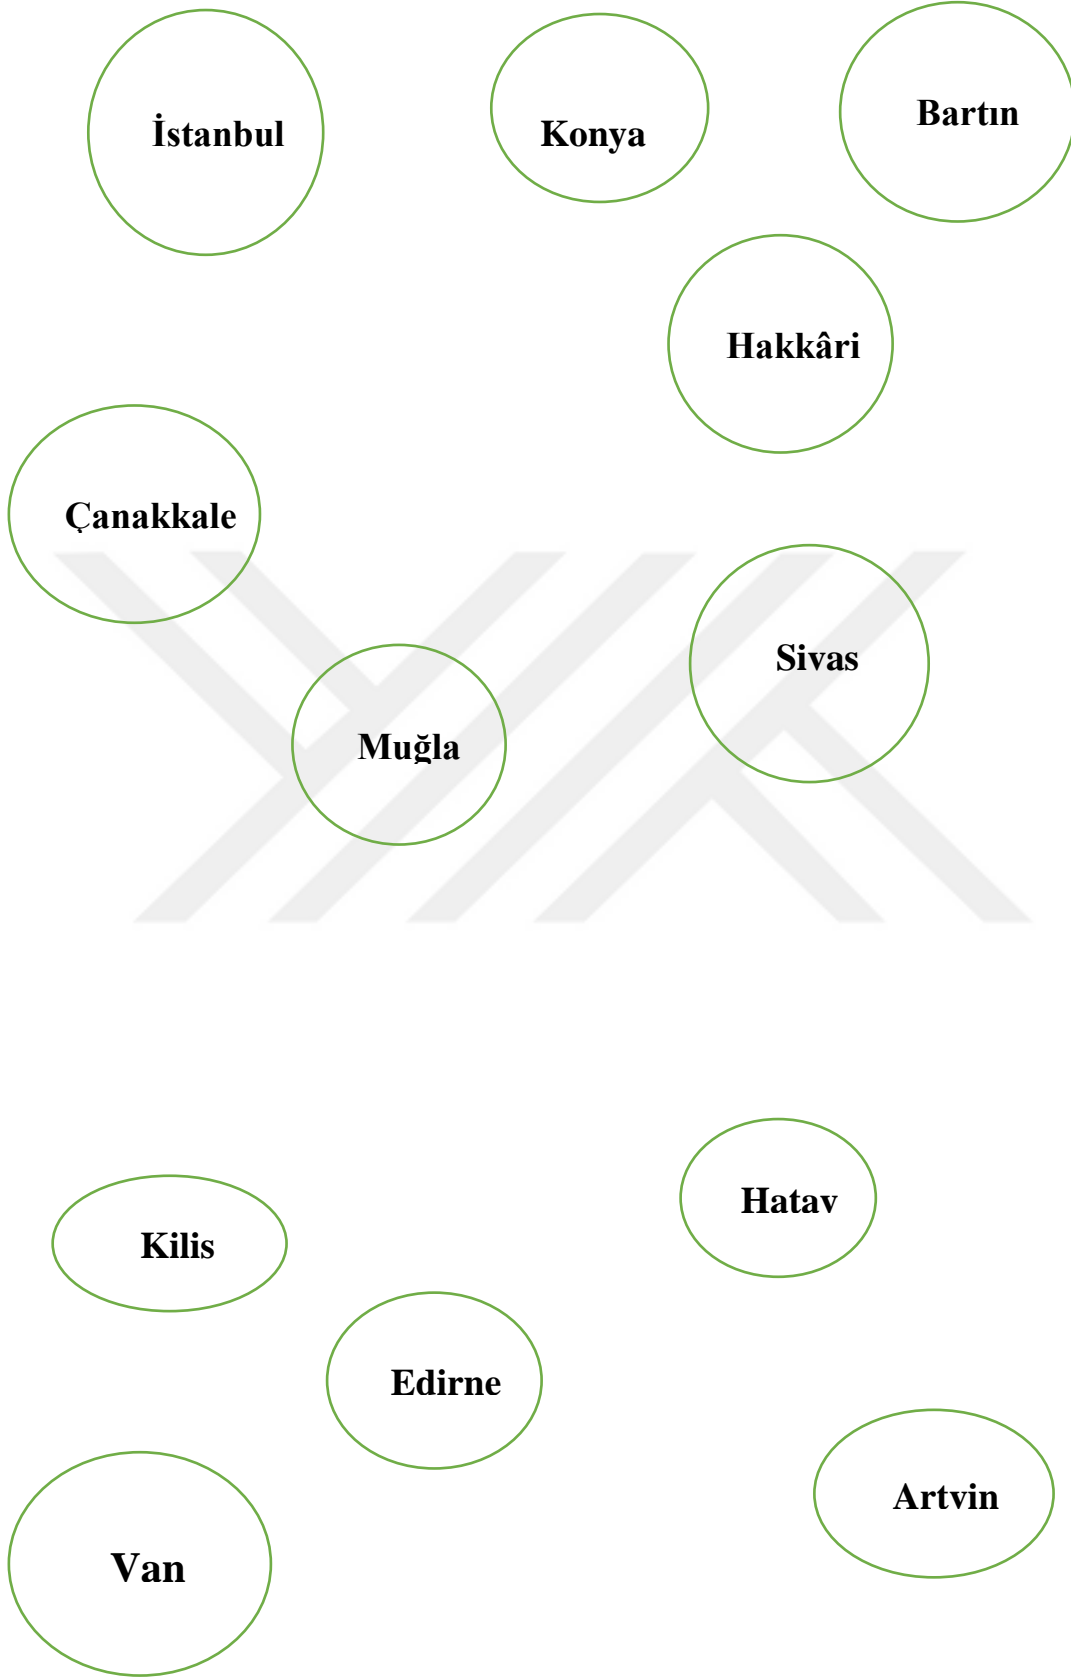 İstanbul
Konya
Bartın
Hakkâri
Çanakkale
Sivas
Muğla
Hatav
Kilis
Edirne
Artvin
Van